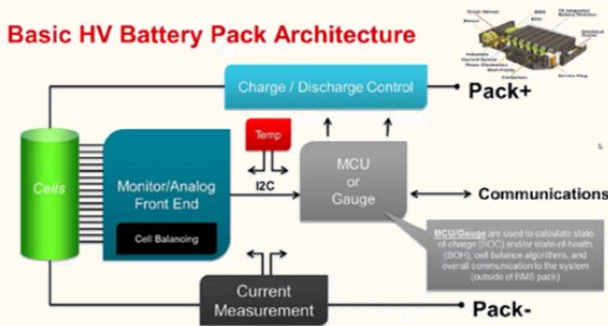 Basic HV Battery Pack Architecture
Charge / Discharge Control
Pack+
Temp
Cells
Monitor/Analog
Front End
Cell Balancing
I2C
MCU
or
Gauge
Communications
MCU/Gauge are used to calculate state-
of-charge (SOC) and/or state-of-health
(SOH), cell balance algorithms, and
overall communication to the system
(outside of BMS pack)
Current
Measurement
Pack-